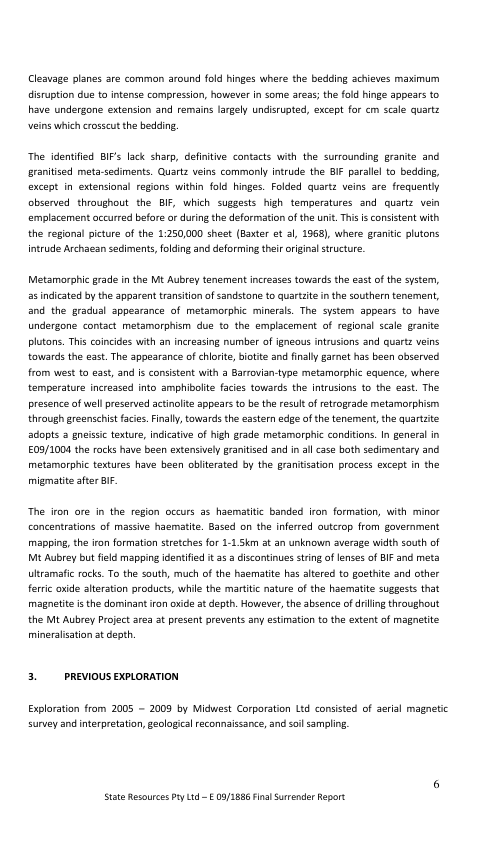 Cleavage planes are common around fold hinges where the bedding achieves maximum
disruption due to intense compression, however in some areas; the fold hinge appears to
have undergone extension and remains largely undisrupted, except for cm scale quartz
veins which crosscut the bedding.
The identified BIF's lack sharp, definitive contacts with the surrounding granite and
granitised meta-sediments. Quartz veins commonly intrude the BIF parallel to bedding,
except in extensional regions within fold hinges. Folded quartz veins are frequently
observed throughout the BIF, which suggests high temperatures and quartz vein
emplacement occurred before or during the deformation of the unit. This is consistent with
the regional picture of the 1:250,000 sheet (Baxter et al, 1968), where granitic plutons
intrude Archaean sediments, folding and deforming their original structure.
Metamorphic grade in the Mt Aubrey tenement increases towards the east of the system,
as indicated by the apparent transition of sandstone to quartzite in the southern tenement,
and the gradual appearance of metamorphic minerals. The system appears to have
undergone contact metamorphism due to the emplacement of regional scale granite
plutons. This coincides with an increasing number of igneous intrusions and quartz veins
towards the east. The appearance of chlorite, biotite and finally garnet has been observed
from west to east, and is consistent with a Barrovian-type metamorphic equence, where
temperature increased into amphibolite facies towards the intrusions to the east. The
presence of well preserved actinolite appears to be the result of retrograde metamorphism
through greenschist facies. Finally, towards the eastern edge of the tenement, the quartzite
adopts a gneissic texture, indicative of high grade metamorphic conditions. In general in
E09/1004 the rocks have been extensively granitised and in all case both sedimentary and
metamorphic textures have been obliterated by the granitisation process except in the
migmatite after BIF.
The iron ore in the region occurs as haematitic banded iron formation, with minor
concentrations of massive haematite. Based on the inferred outcrop from government
mapping, the iron formation stretches for 1-1.5km at an unknown average width south of
Mt Aubrey but field mapping identified it as a discontinues string of lenses of BIF and meta
ultramafic rocks. To the south, much of the haematite has altered to goethite and other
ferric oxide alteration products, while the martitic nature of the haematite suggests that
magnetite is the dominant iron oxide at depth. However, the absence of drilling throughout
the Mt Aubrey Project area at present prevents any estimation to the extent of magnetite
mineralisation at depth.
3. PREVIOUS EXPLORATION
Exploration from 2005 – 2009 by Midwest Corporation Ltd consisted of aerial magnetic
survey and interpretation, geological reconnaissance, and soil sampling.
6
State Resources Pty Ltd – E 09/1886 Final Surrender Report